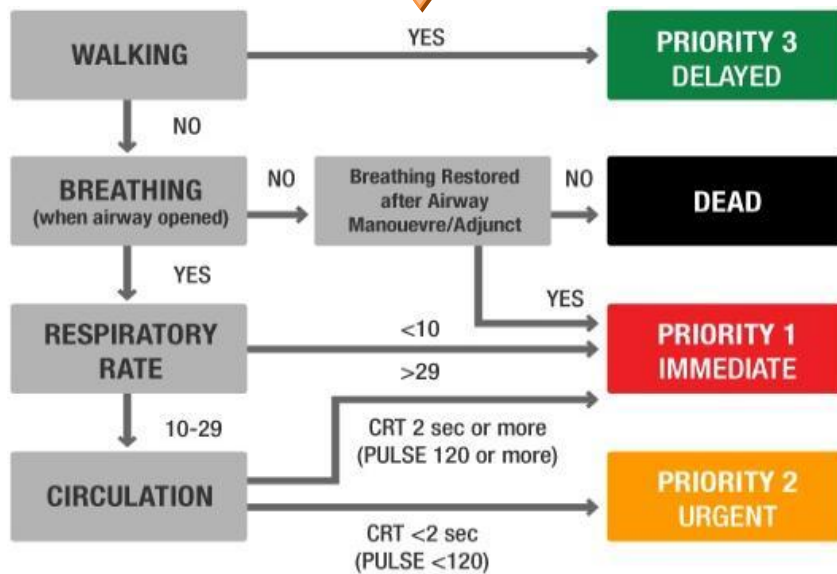 WALKING
YES
PRIORITY 3
DELAYED
NO
BREATHING
(when airway opened)
NO
Breathing Restored
after Airway
Manouevre/Adjunct
NO
DEAD
YES
YES
RESPIRATORY
RATE
<10
>29
PRIORITY 1
IMMEDIATE
10-29
CRT 2 sec or more
(PULSE 120 or more)
CIRCULATION
PRIORITY 2
URGENT
CRT <2 sec
(PULSE <120)